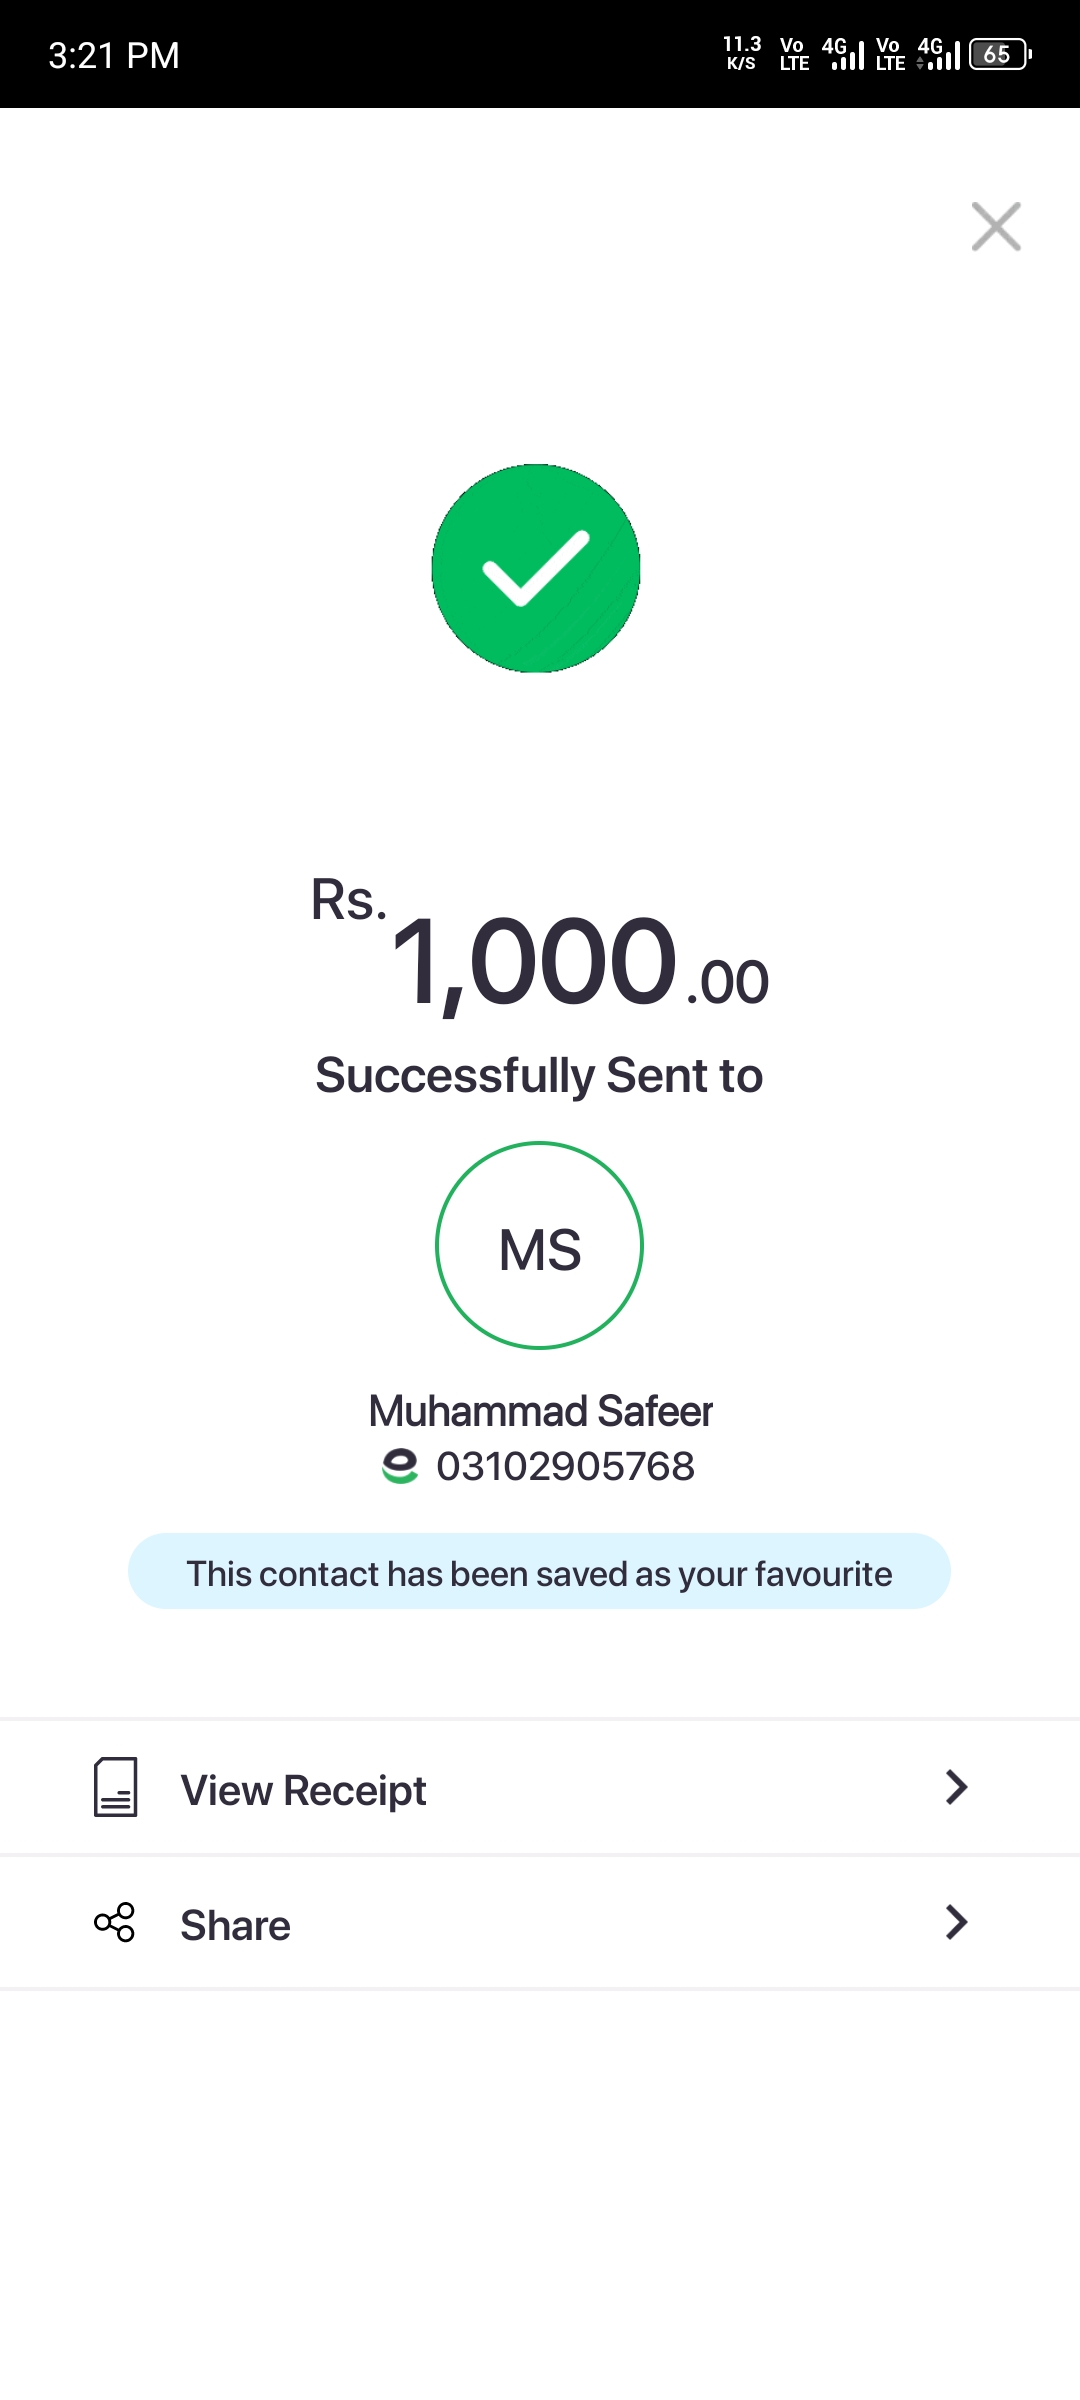 3:21 PM
11.3 K/S Vo LTE 4G Vo LTE 4G 65
Rs. 1,000.00
Successfully Sent to
MS
Muhammad Safeer
03102905768
This contact has been saved as your favourite
View Receipt
Share